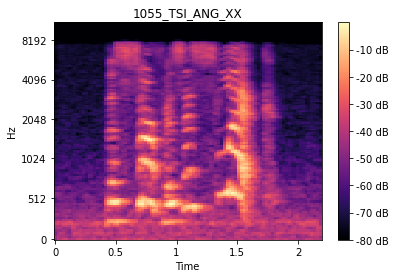 1055_TSI_ANG_XX
8192
4096
2048
1024
512
0
Hz
0
0.5
1
1.5
2
Time
-10 dB
-20 dB
-30 dB
-40 dB
-50 dB
-60 dB
-70 dB
-80 dB